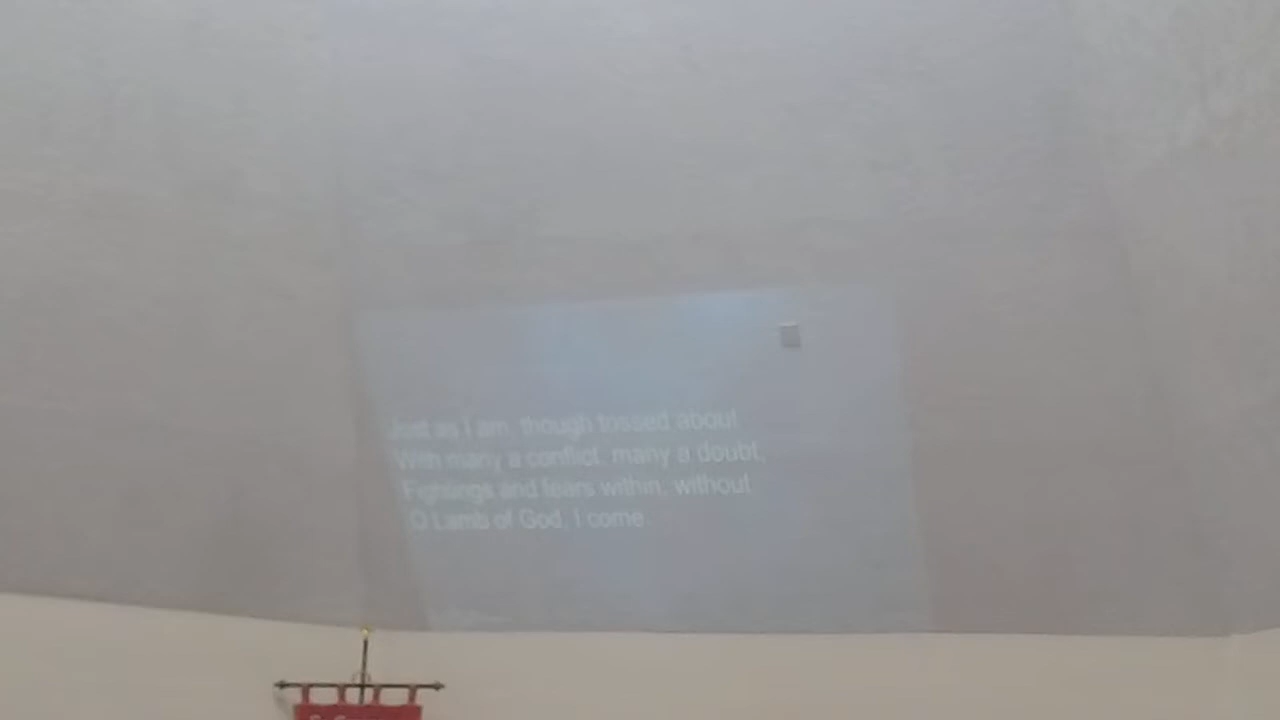 Just as I am, though tossed about
With many a conflict, many a doubt,
Fightings and fears within, without
O Lamb of God, I come.